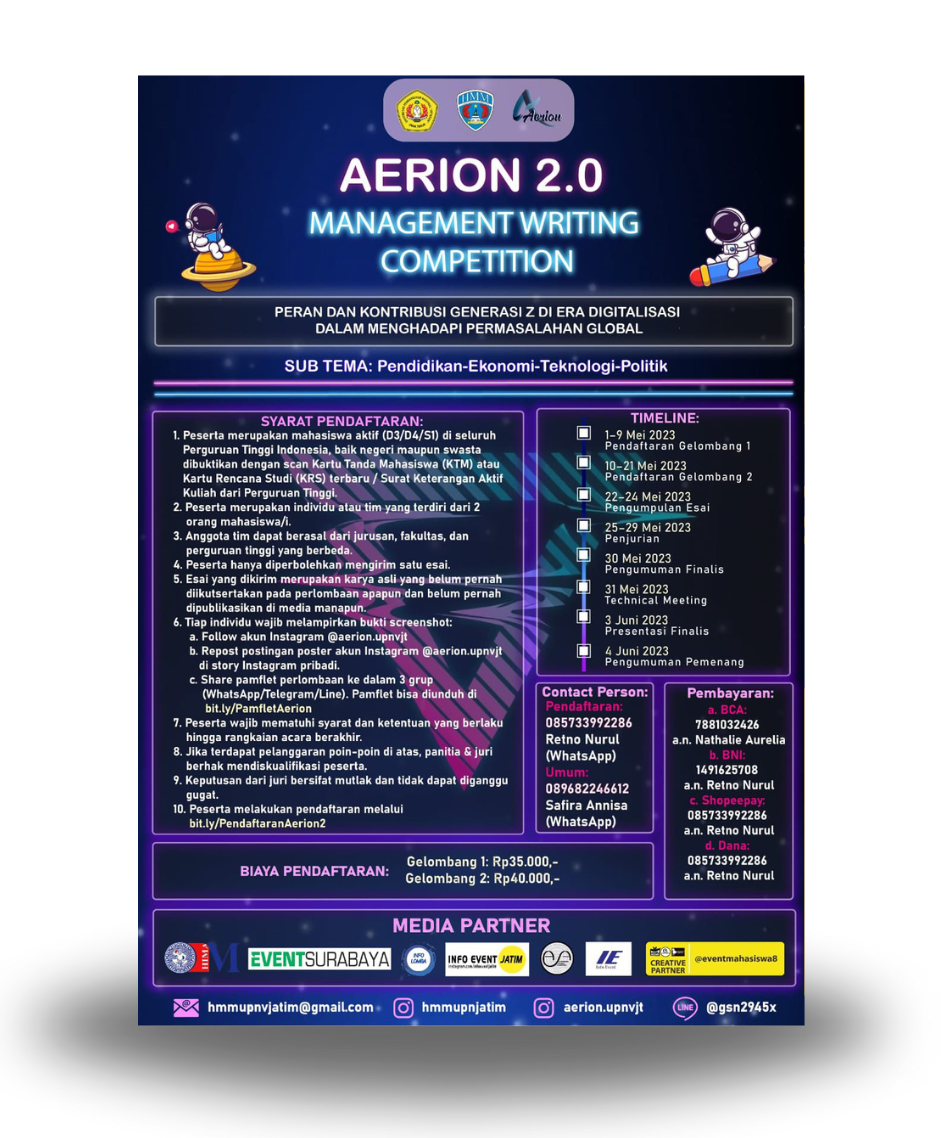 HMM
Aerion
AERION 2.0
MANAGEMENT WRITING
COMPETITION
PERAN DAN KONTRIBUSI GENERASI Z DI ERA DIGITALISASI
DALAM MENGHADAPI PERMASALAHAN GLOBAL
SUB TEMA: Pendidikan-Ekonomi-Teknologi-Politik
SYARAT PENDAFTARAN:
1. Peserta merupakan mahasiswa aktif (D3/D4/S1) di seluruh
Perguruan Tinggi Indonesia, baik negeri maupun swasta
dibuktikan dengan scan Kartu Tanda Mahasiswa (KTM) atau
Kartu Rencana Studi (KRS) terbaru / Surat Keterangan Aktif
Kuliah dari Perguruan Tinggi.
2. Peserta merupakan individu atau tim yang terdiri dari 2
orang mahasiswa/i.
3. Anggota tim dapat berasal dari jurusan, fakultas, dan
perguruan tinggi yang berbeda.
4. Peserta hanya diperbolehkan mengirim satu esai.
5. Esai yang dikirim merupakan karya asli yang belum pernah
diikutsertakan pada perlombaan apapun dan belum pernah
dipublikasikan di media manapun.
6. Tiap individu wajib melampirkan bukti screenshot:
a. Follow akun Instagram @aerion.upnvjt
b. Repost postingan poster akun Instagram @aerion.upnvjt
di story Instagram pribadi.
c. Share pamflet perlombaan ke dalam 3 grup
(WhatsApp/Telegram/Line). Pamflet bisa diunduh di
bit.ly/PamfletAerion
7. Peserta wajib mematuhi syarat dan ketentuan yang berlaku
hingga rangkaian acara berakhir.
8. Jika terdapat pelanggaran poin-poin di atas, panitia & juri
berhak mendiskualifikasi peserta.
9. Keputusan dari juri bersifat mutlak dan tidak dapat diganggu
gugat.
10. Peserta melakukan pendaftaran melalui
bit.ly/PendaftaranAerion2
TIMELINE:
1-9 Mei 2023
Pendaftaran Gelombang 1
10-21 Mei 2023
Pendaftaran Gelombang 2
22-24 Mei 2023
Pengumpulan Esai
25-29 Mei 2023
Penjurian
30 Mei 2023
Pengumuman Finalis
31 Mei 2023
Technical Meeting
3 Juni 2023
Presentasi Finalis
4 Juni 2023
Pengumuman Pemenang
Contact Person:
Pendaftaran:
085733992286
Retno Nurul
(WhatsApp)
Umum:
089682246612
Safira Annisa
(WhatsApp)
Pembayaran:
a. BCA:
7881032426
a.n. Nathalie Aurelia
b. BNI:
1491625708
a.n. Retno Nurul
c. Shopeepay:
085733992286
a.n. Retno Nurul
d. Dana:
085733992286
a.n. Retno Nurul
BIAYA PENDAFTARAN:
Gelombang 1: Rp35.000,-
Gelombang 2: Rp40.000,-
MEDIA PARTNER
HIMA M
EVENTSURABAYA
INFO LOMBA
INFO EVENT JATIM
IE
Info Event
CREATIVE
PARTNER
@eventmahasiswa8
hmmupnvjatim@gmail.com
hmmupnjatim
aerion.upnvjt
LINE
@gsn2945x